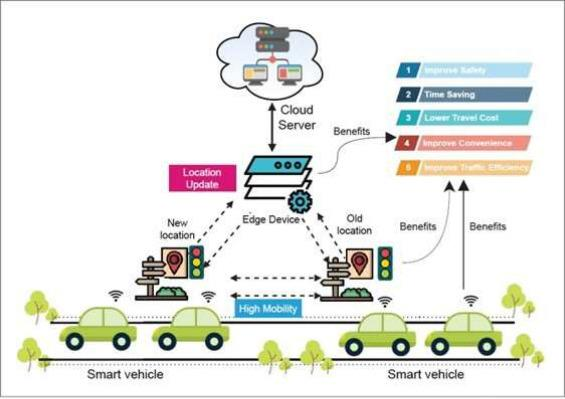 Cloud
Server
Benefits
1 Improve Safety
2 Time Saving
3 Lower Travel Cost
4 Improve Convenience
5 Improve Traffic Efficiency
Location
Update
Edge Device
New
location
Old
location
Benefits
Benefits
High Mobility
Smart vehicle
Smart vehicle